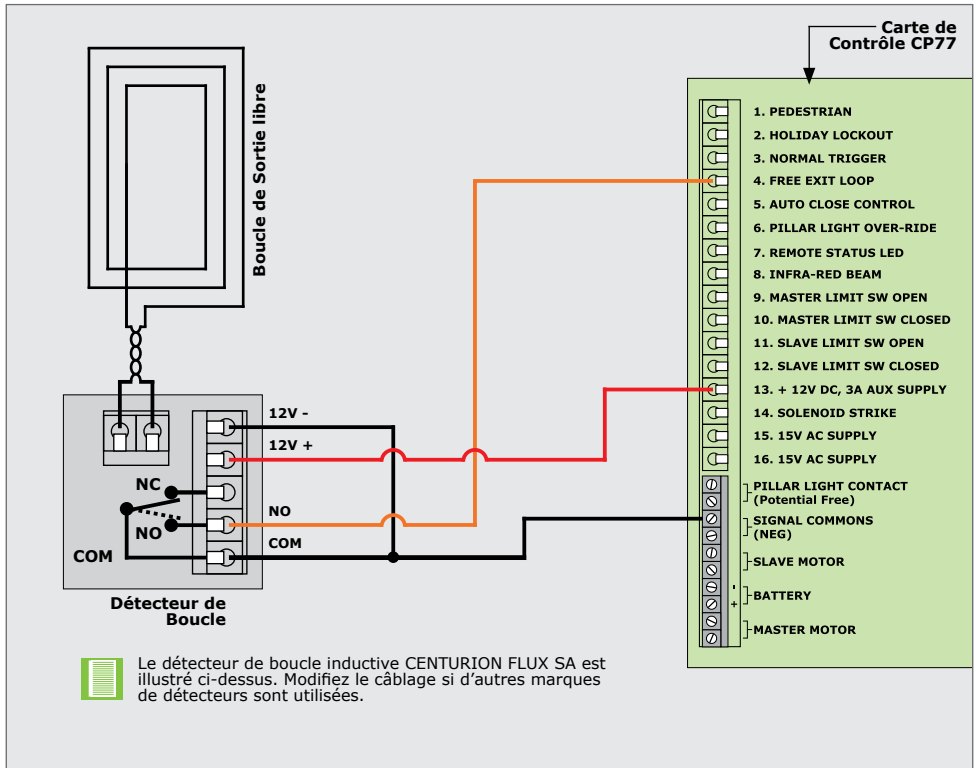 Carte de
Contrôle CP77
Boucle de Sortie libre
1. PEDESTRIAN
2. HOLIDAY LOCKOUT
3. NORMAL TRIGGER
4. FREE EXIT LOOP
5. AUTO CLOSE CONTROL
6. PILLAR LIGHT OVER-RIDE
7. REMOTE STATUS LED
8. INFRA-RED BEAM
9. MASTER LIMIT SW OPEN
10. MASTER LIMIT SW CLOSED
11. SLAVE LIMIT SW OPEN
12. SLAVE LIMIT SW CLOSED
13. + 12V DC, 3A AUX SUPPLY
14. SOLENOID STRIKE
15. 15V AC SUPPLY
16. 15V AC SUPPLY
PILLAR LIGHT CONTACT
(Potential Free)
SIGNAL COMMONS
(NEG)
SLAVE MOTOR
-
BATTERY
+
MASTER MOTOR
12V -
12V +
NC
NO
NO
COM
COM
Détecteur de
Boucle
Le détecteur de boucle inductive CENTURION FLUX SA est
illustré ci-dessus. Modifiez le câblage si d'autres marques
de détecteurs sont utilisées.